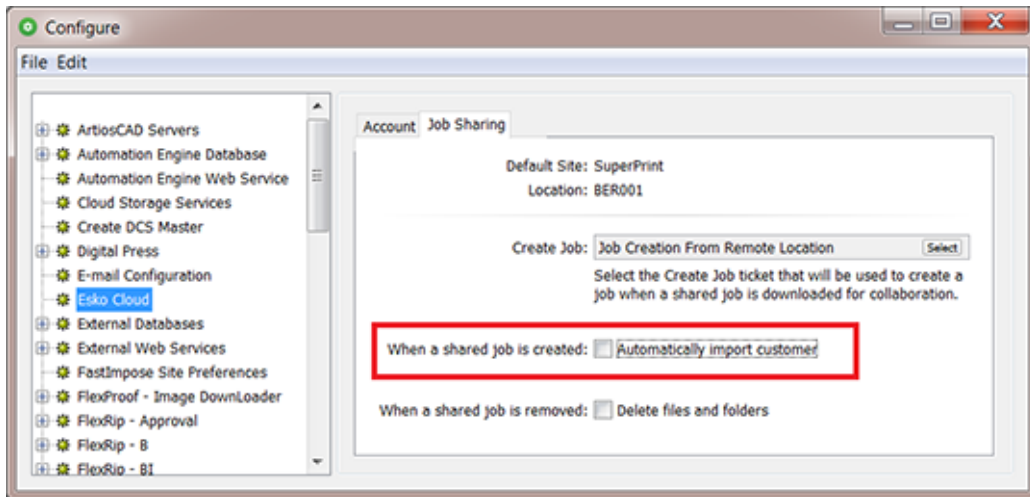 Configure
File Edit
ArtiosCAD Servers
Automation Engine Database
Automation Engine Web Service
Cloud Storage Services
Create DCS Master
Digital Press
E-mail Configuration
Esko Cloud
External Databases
External Web Services
FastImpose Site Preferences
FlexProof - Image DownLoader
FlexRip - Approval
FlexRip - B
FlexRip - BI
Account Job Sharing
Default Site: SuperPrint
Location: BER001
Create Job: Job Creation From Remote Location Select
Select the Create Job ticket that will be used to create a
job when a shared job is downloaded for collaboration.
When a shared job is created: Automatically import customer
When a shared job is removed: Delete files and folders